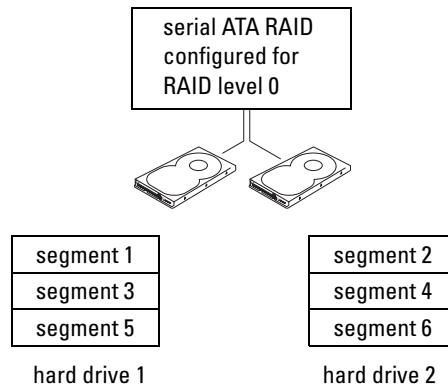 serial ATA RAID
configured for
RAID level 0
segment 1
segment 3
segment 5
hard drive 1
segment 2
segment 4
segment 6
hard drive 2